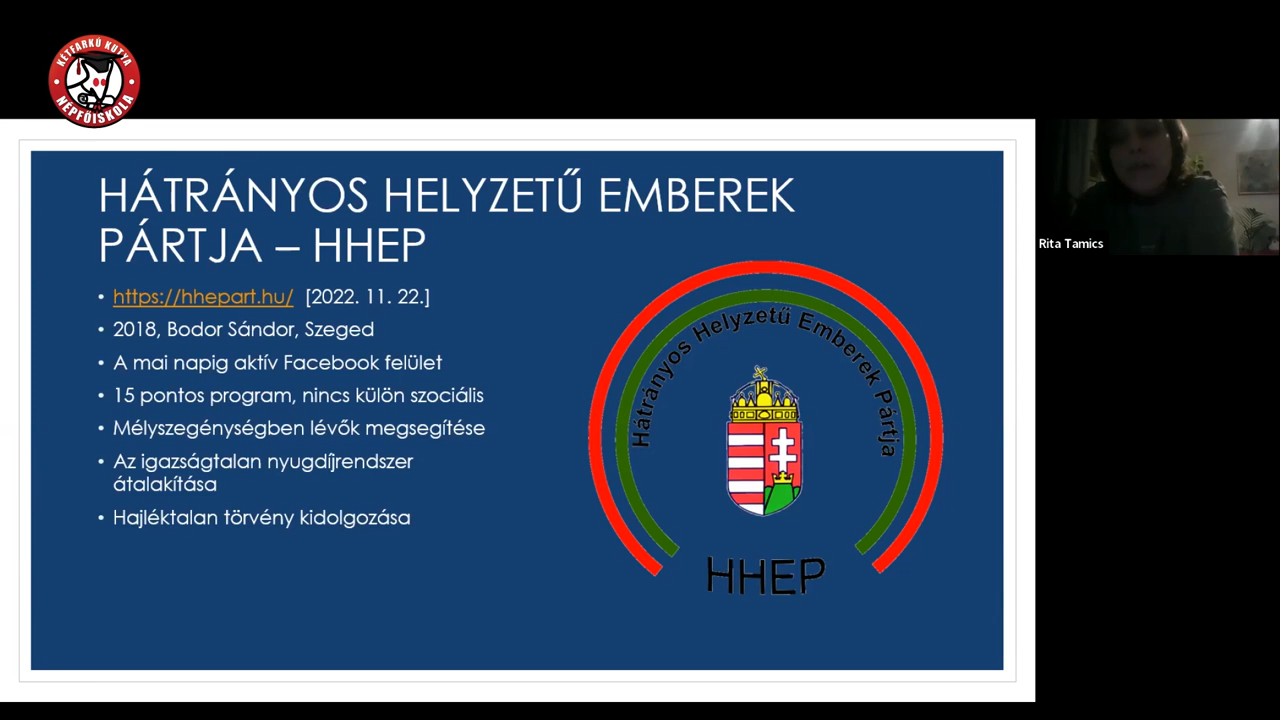 KÉTFARKÚ KUTYA
NÉPFŐISKOLA
HÁTRÁNYOS HELYZETŰ EMBEREK
PÁRTJA – HHEP
• https://hhepart.hu/ [2022. 11. 22.]
• 2018, Bodor Sándor, Szeged
• A mai napig aktív Facebook felület
• 15 pontos program, nincs külön szociális
• Mélyszegénységben lévők megsegítése
• Az igazságtalan nyugdíjrendszer
átalakítása
• Hajléktalan törvény kidolgozása
Hátrányos Helyzetű Emberek Pártja
HHEP
Rita Tamics